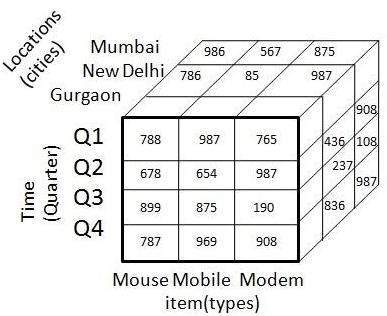 Locations
(cities)
Mumbai 986 567 875
New Delhi 786 85 987
Gurgaon
Time
(Quarter)
Q1 788 987 765
Q2 678 654 987
Q3 899 875 190
Q4 787 969 908
908
436 108
237
987
836
Mouse Mobile Modem
item(types)